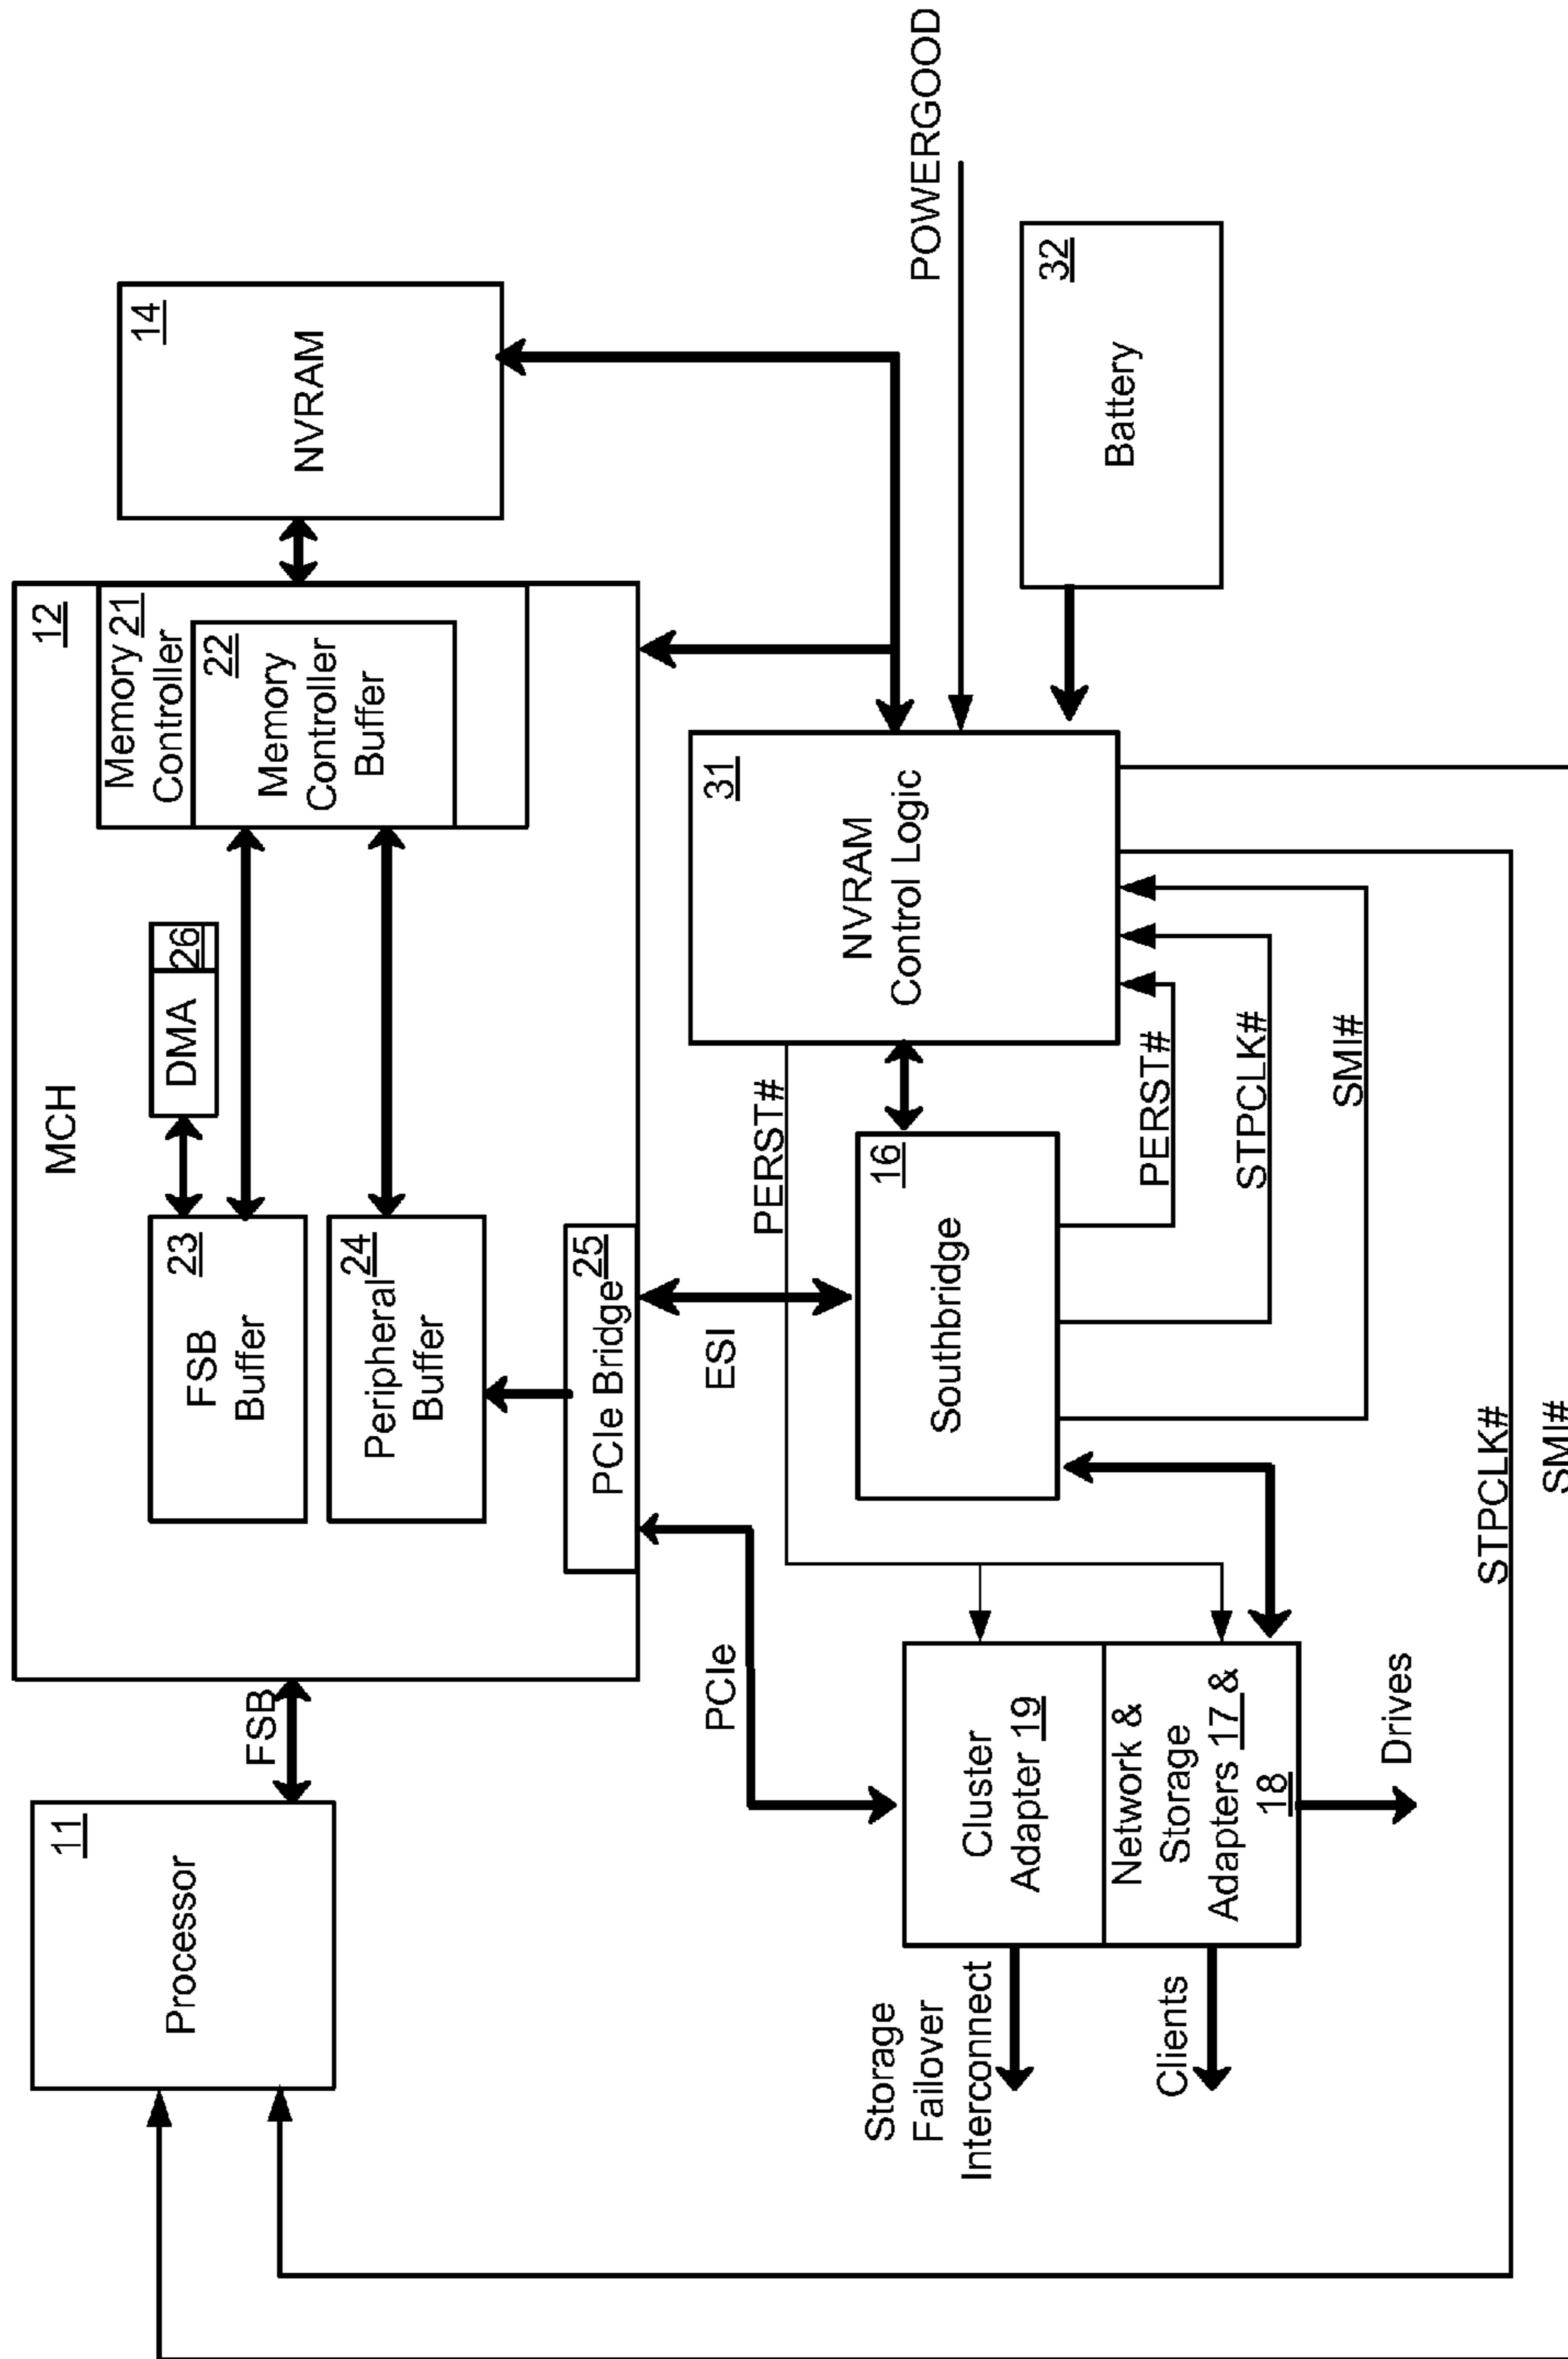 Processor
11
FSB
MCH
12
FSB
Buffer
23
DMA
26
Peripheral
Buffer
24
PCIe Bridge
25
Memory
Controller
21
Memory
Controller
Buffer
22
NVRAM
14
PCIe
ESI
PERST#
Storage
Failover
Interconnect
Clients
Cluster
Adapter 19
Network &
Storage
Adapters 17 &
18
Drives
Southbridge
16
PERST#
STPCLK#
SMI#
NVRAM
Control Logic
31
POWERGOOD
Battery
32
STPCLK#
SMI#